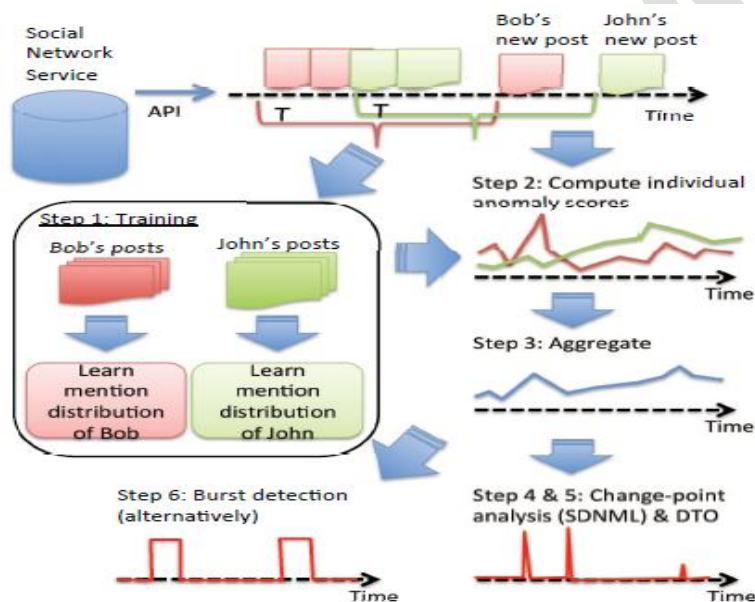 Social
Network
Service
API
Bob's
new post
John's
new post
T
T
Time
Step 1: Training
Bob's posts
John's posts
Learn
mention
distribution
of Bob
Learn
mention
distribution
of John
Step 2: Compute individual
anomaly scores
Time
Step 3: Aggregate
Time
Step 6: Burst detection
(alternatively)
Time
Step 4 & 5: Change-point
analysis (SDNML) & DTO
Time